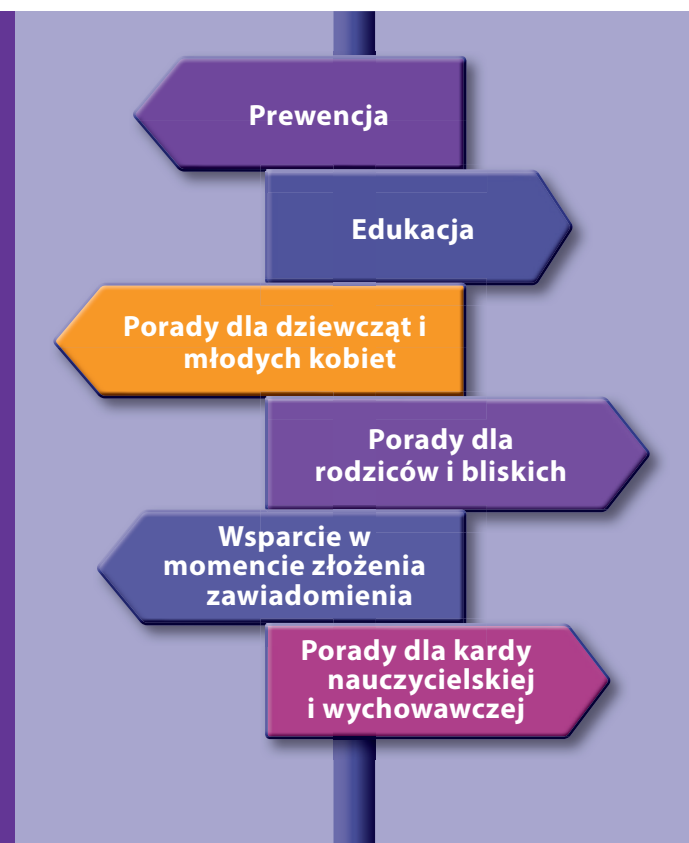 Prewencja
Edukacja
Porady dla dziewcząt i
młodych kobiet
Porady dla
rodziców i bliskich
Wsparcie w
momencie złożenia
zawiadomienia
Porady dla kardy
nauczycielskiej
i wychowawczej